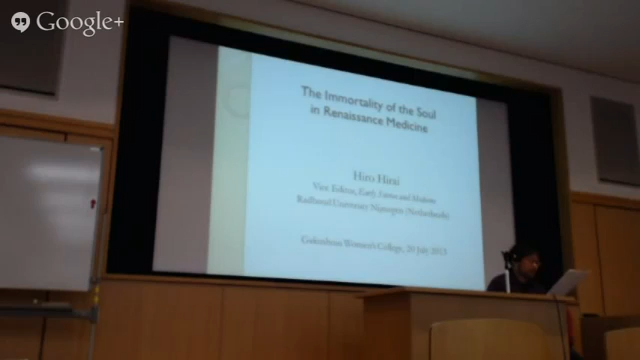 Google+
The Immortality of the Soul
in Renaissance Medicine
Hiro Hirai
Vice Editor, Early Science and Medicine
Radboud University Nijmegen (Netherlands)
Gakushuin Women's College, 20 July 2013